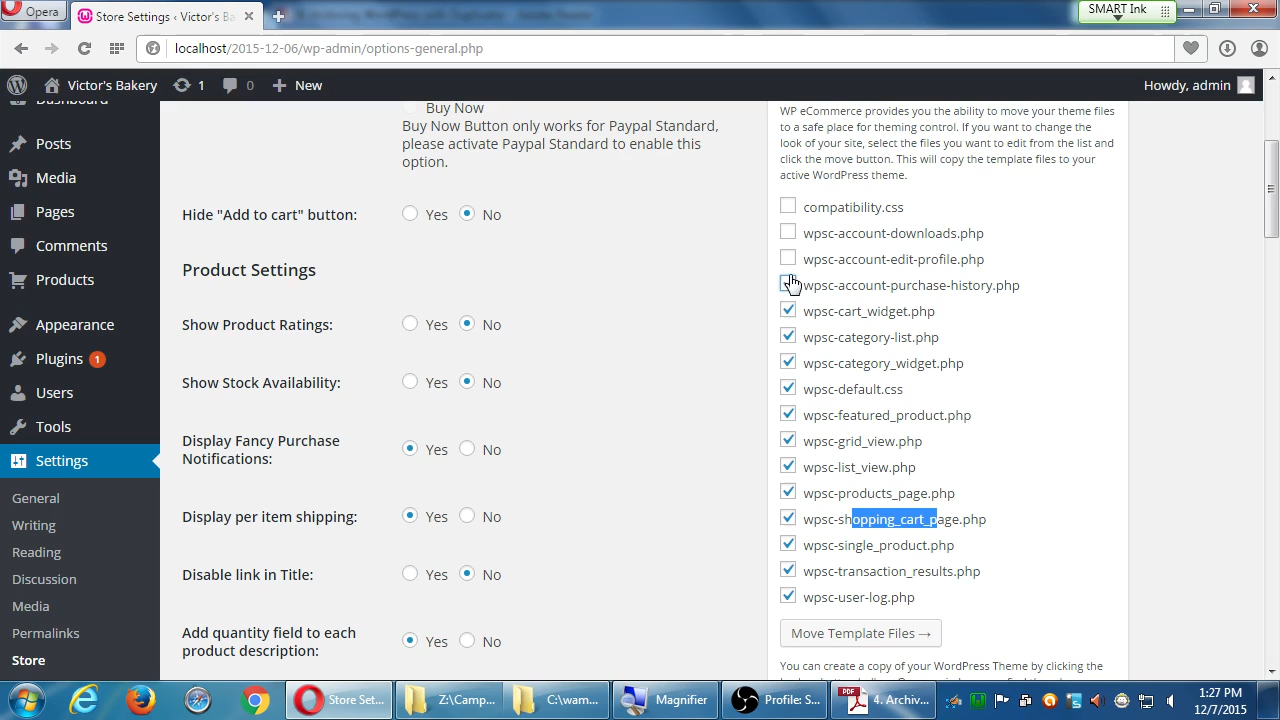 Opera
Store Settings ‹ Victor's Ba
SMART Ink
localhost/2015-12-06/wp-admin/options-general.php
Victor's Bakery
1
0
New
Howdy, admin
Dashboard
Posts
Media
Pages
Comments
Products
Appearance
Plugins 1
Users
Tools
Settings
General
Writing
Reading
Discussion
Media
Permalinks
Store
Buy Now
Buy Now Button only works for Paypal Standard,
please activate Paypal Standard to enable this
option.
Hide "Add to cart" button:
Yes No
Product Settings
Show Product Ratings:
Yes No
Show Stock Availability:
Yes No
Display Fancy Purchase
Notifications:
Yes No
Display per item shipping:
Yes No
Disable link in Title:
Yes No
Add quantity field to each
product description:
Yes No
WP eCommerce provides you the ability to move your theme files
to a safe place for theming control. If you want to change the
look of your site, select the files you want to edit from the list and
click the move button. This will copy the template files to your
active WordPress theme.
compatibility.css
wpsc-account-downloads.php
wpsc-account-edit-profile.php
wpsc-account-purchase-history.php
wpsc-cart_widget.php
wpsc-category-list.php
wpsc-category_widget.php
wpsc-default.css
wpsc-featured_product.php
wpsc-grid_view.php
wpsc-list_view.php
wpsc-products_page.php
wpsc-shopping_cart_page.php
wpsc-single_product.php
wpsc-transaction_results.php
wpsc-user-log.php
Move Template Files →
You can create a copy of your WordPress Theme by clicking the
Store Set...
Z:\Camp...
C:\wam...
Magnifier
Profile: S...
PDF
4. Archiv...
1:27 PM
12/7/2015